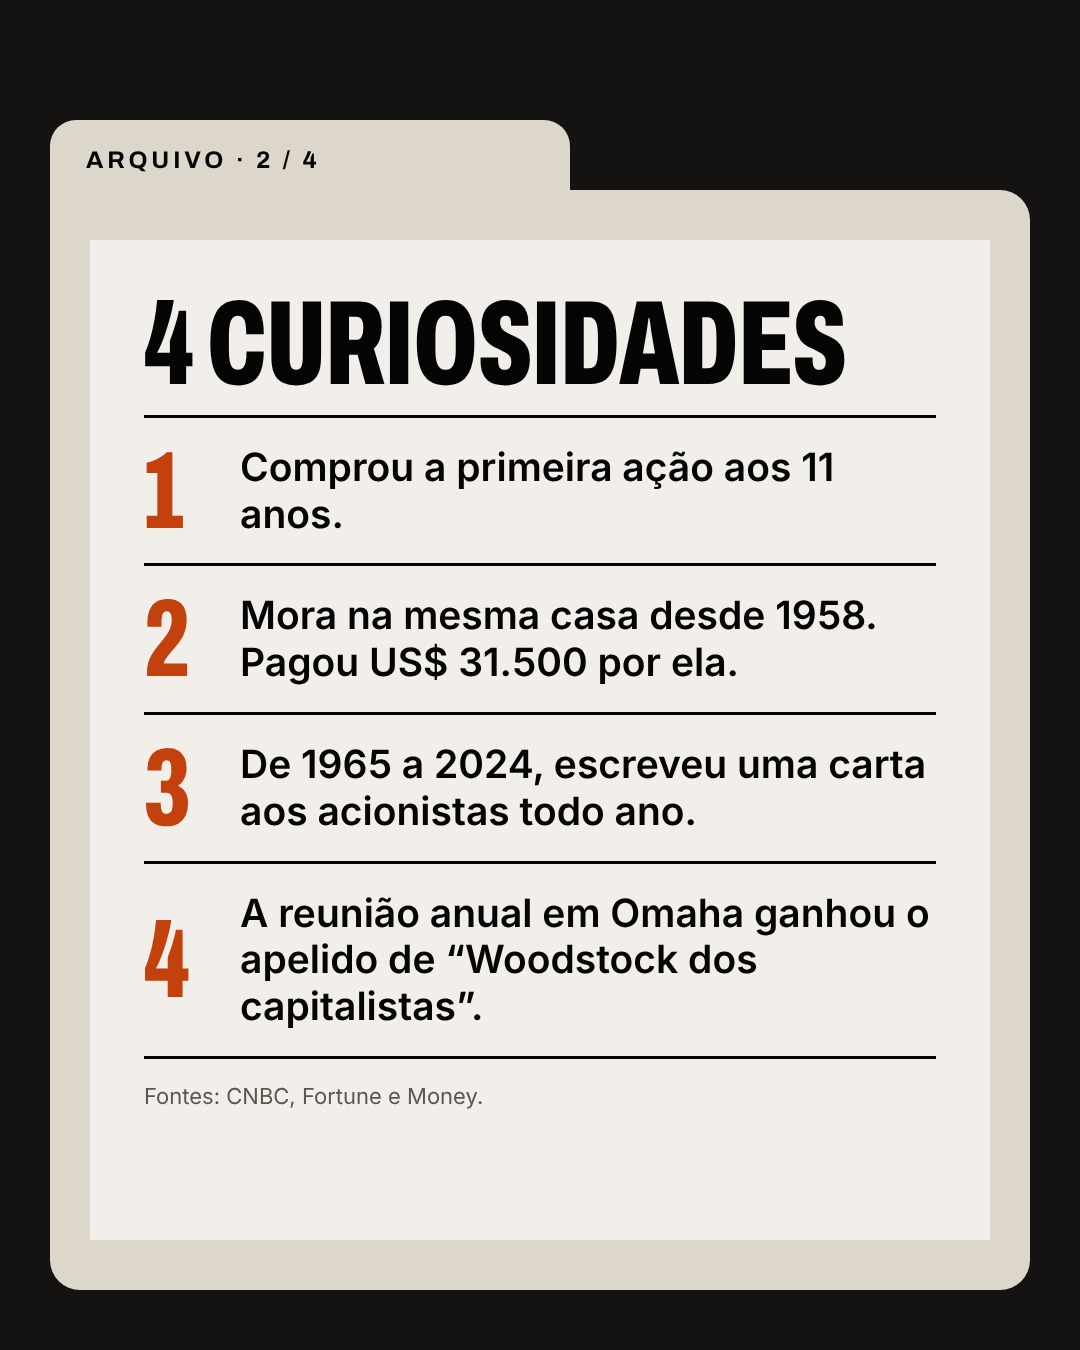 ARQUIVO · 2 / 4
4 CURIOSIDADES
1
Comprou a primeira ação aos 11
anos.
2
Mora na mesma casa desde 1958.
Pagou US$ 31.500 por ela.
3
De 1965 a 2024, escreveu uma carta
aos acionistas todo ano.
4
A reunião anual em Omaha ganhou o
apelido de “Woodstock dos
capitalistas”.
Fontes: CNBC, Fortune e Money.